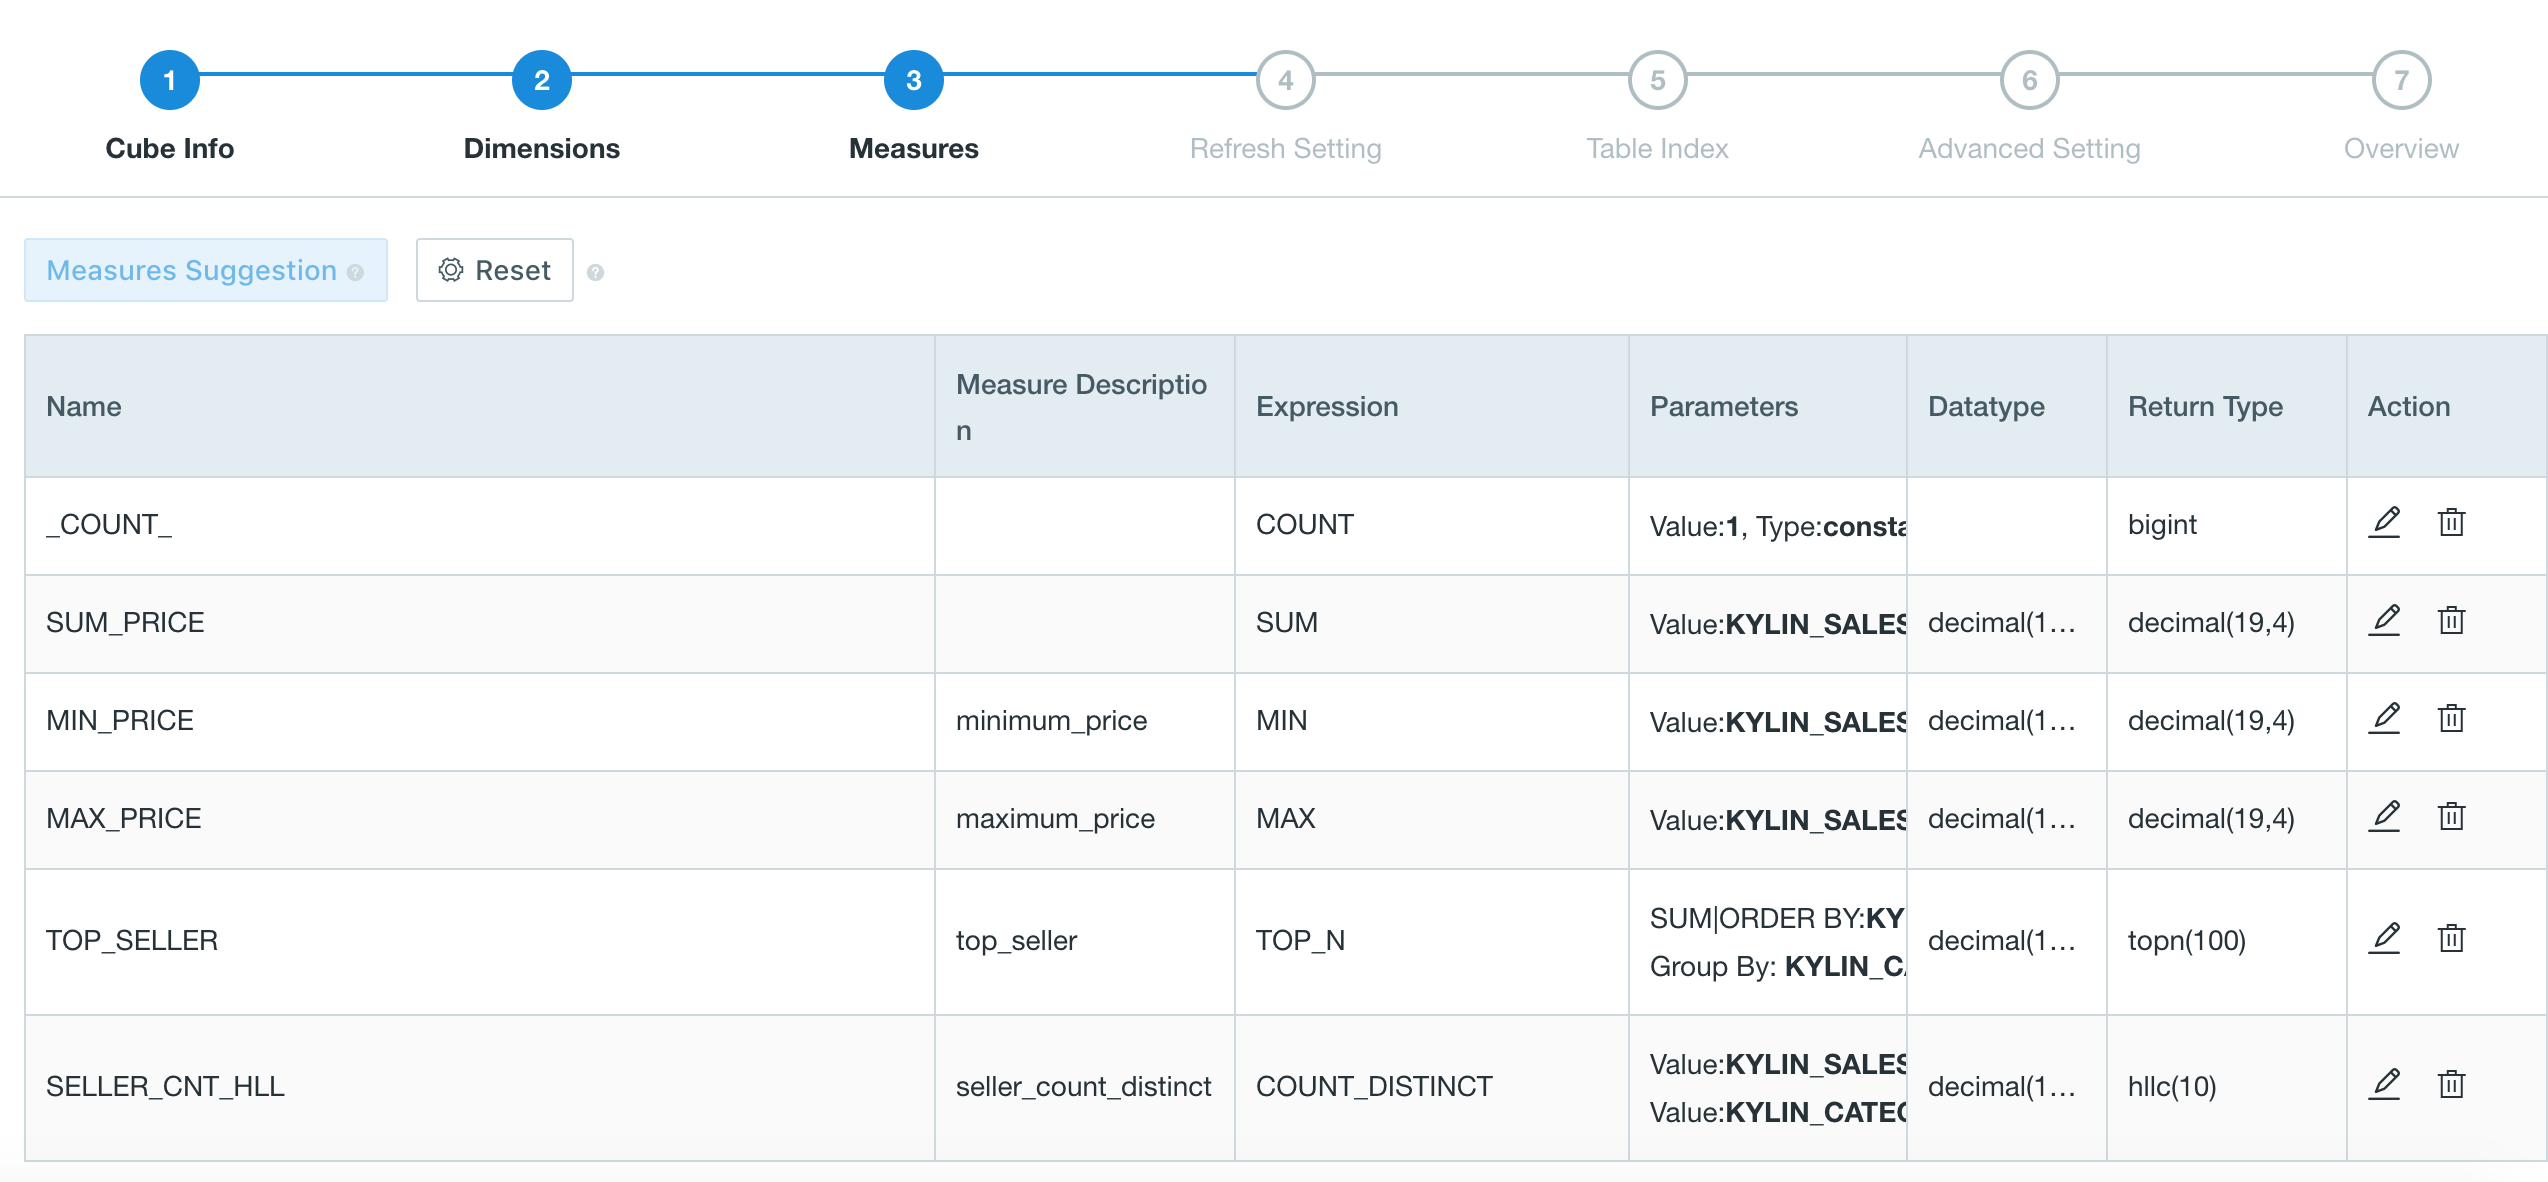 1 2 3 4 5 6 7
Cube Info Dimensions Measures Refresh Setting Table Index Advanced Setting Overview
Measures Suggestion ? Reset ?
Name Measure Descriptio
n Expression Parameters Datatype Return Type Action
_COUNT_ COUNT Value:1, Type:consta bigint
SUM_PRICE SUM Value:KYLIN_SALES decimal(1… decimal(19,4)
MIN_PRICE minimum_price MIN Value:KYLIN_SALES decimal(1… decimal(19,4)
MAX_PRICE maximum_price MAX Value:KYLIN_SALES decimal(1… decimal(19,4)
TOP_SELLER top_seller TOP_N SUM|ORDER BY:KY
Group By: KYLIN_CA decimal(1… topn(100)
SELLER_CNT_HLL seller_count_distinct COUNT_DISTINCT Value:KYLIN_SALES
Value:KYLIN_CATEG decimal(1… hllc(10)